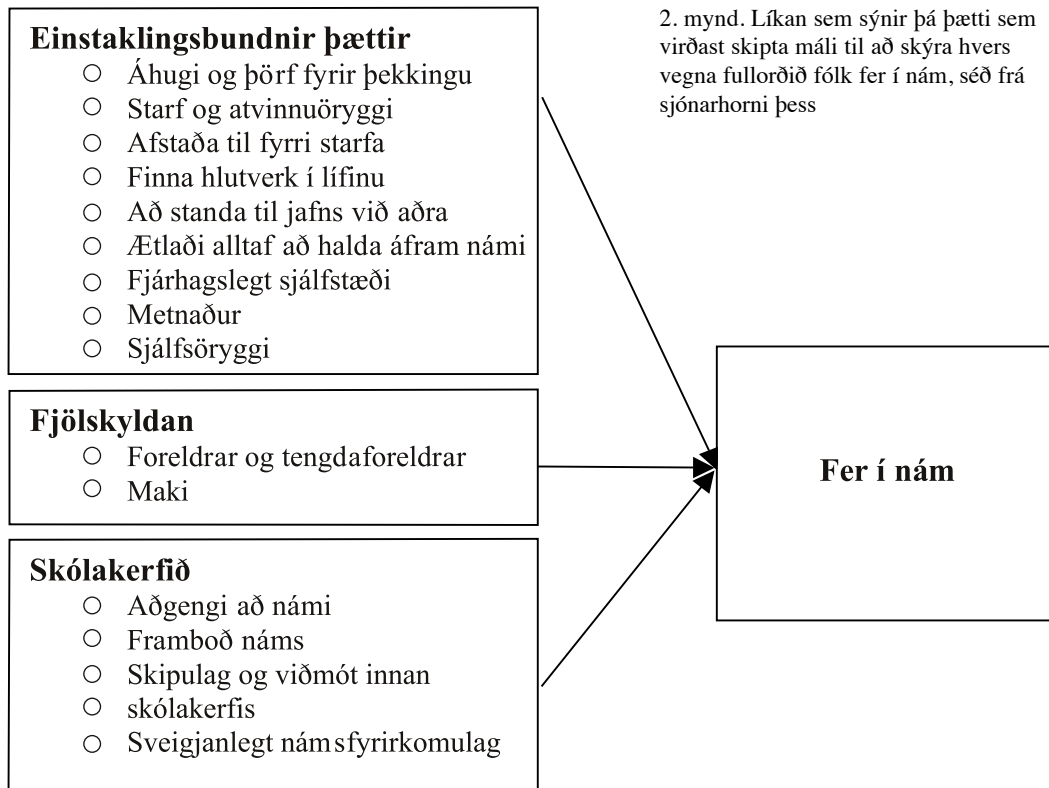 Einstaklingsbundnir þættir
○ Áhugi og þörf fyrir þekkingu
○ Starf og atvinnuöryggi
○ Afstaða til fyrri starfa
○ Finna hlutverk í lífinu
○ Að standa til jafns við aðra
○ Ætlaði alltaf að halda áfram námi
○ Fjárhagslegt sjálfstæði
○ Metnaður
○ Sjálfsöryggi
Fjölskyldan
○ Foreldrar og tengdaforeldrar
○ Maki
Skólakerfið
○ Aðgengi að námi
○ Framboð náms
○ Skipulag og viðmót innan
○ skólakerfis
○ Sveigjanlegt námsfyrirkomulag
2. mynd. Líkan sem sýnir þá þætti sem
virðast skipta máli til að skýra hvers
vegna fullorðið fólk fer í nám, séð frá
sjónarhorni þess
Fer í nám